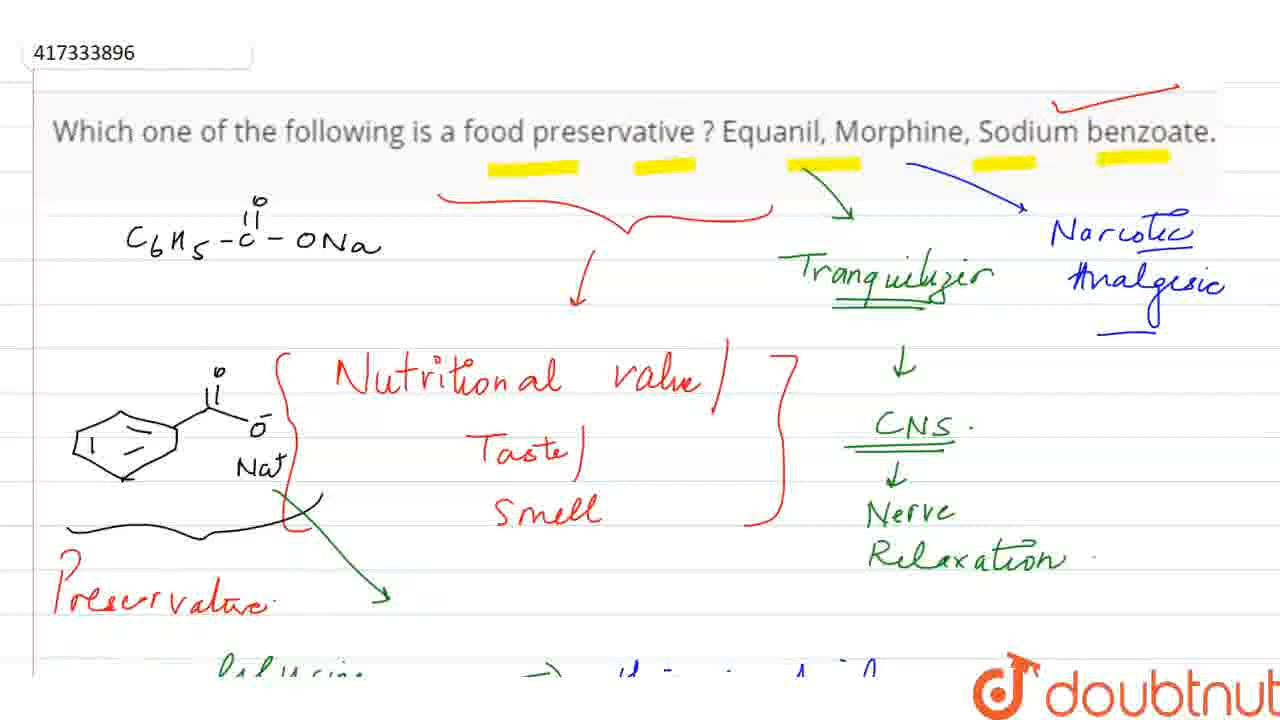 417333896
Which one of the following is a food preservative ? Equanil, Morphine, Sodium benzoate.
O
C6H5-C-ONa
Narcotic
Analgesic
Tranquilizer
Nutritional value/
Taste/
Smell
O
O-
Na+
CNS.
Nerve
Relaxation
Preservative
doubtnut